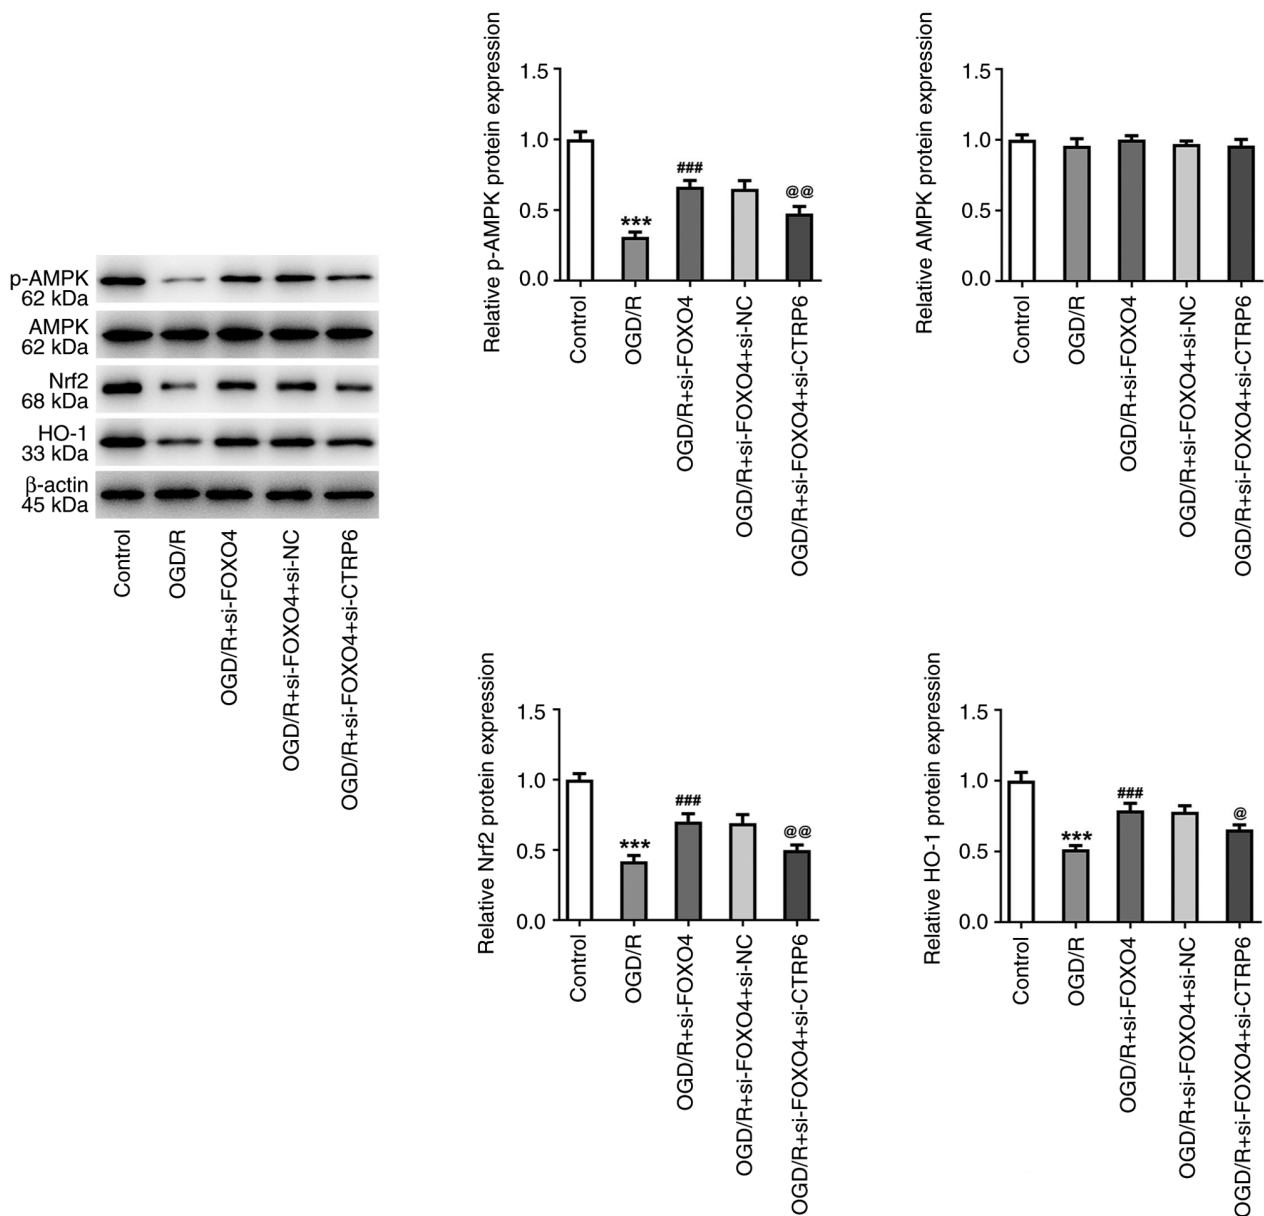 p-AMPK
62 kDa
AMPK
62 kDa
Nrf2
68 kDa
HO-1
33 kDa
β-actin
45 kDa
Control
OGD/R
OGD/R+si-FOXO4
OGD/R+si-FOXO4+si-NC
OGD/R+si-FOXO4+si-CTRP6
Relative p-AMPK protein expression
1.5
1.0
0.5
0.0
***
###
@@
Control
OGD/R
OGD/R+si-FOXO4
OGD/R+si-FOXO4+si-NC
OGD/R+si-FOXO4+si-CTRP6
Relative AMPK protein expression
1.5
1.0
0.5
0.0
Control
OGD/R
OGD/R+si-FOXO4
OGD/R+si-FOXO4+si-NC
OGD/R+si-FOXO4+si-CTRP6
Relative Nrf2 protein expression
1.5
1.0
0.5
0.0
***
###
@@
Control
OGD/R
OGD/R+si-FOXO4
OGD/R+si-FOXO4+si-NC
OGD/R+si-FOXO4+si-CTRP6
Relative HO-1 protein expression
1.5
1.0
0.5
0.0
***
###
@
Control
OGD/R
OGD/R+si-FOXO4
OGD/R+si-FOXO4+si-NC
OGD/R+si-FOXO4+si-CTRP6